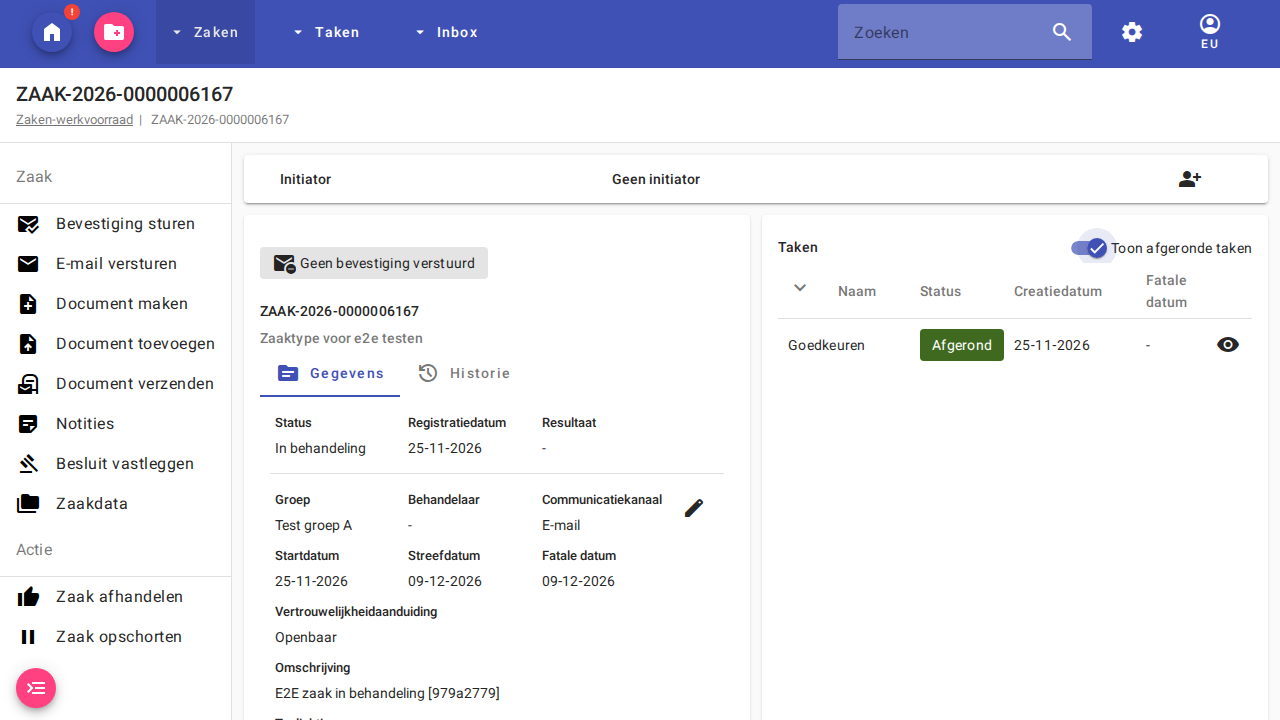 !
Zaken
Taken
Inbox
Zoeken
EU
ZAAK-2026-0000006167
Zaken-werkvoorraad | ZAAK-2026-0000006167
Zaak
Bevestiging sturen
E-mail versturen
Document maken
Document toevoegen
Document verzenden
Notities
Besluit vastleggen
Zaakdata
Actie
Zaak afhandelen
Zaak opschorten
Initiator Geen initiator
Geen bevestiging verstuurd
ZAAK-2026-0000006167
Zaaktype voor e2e testen
Gegevens Historie
Status Registratiedatum Resultaat
In behandeling 25-11-2026 -
Groep Behandelaar Communicatiekanaal
Test groep A - E-mail
Startdatum Streefdatum Fatale datum
25-11-2026 09-12-2026 09-12-2026
Vertrouwelijkheidaanduiding
Openbaar
Omschrijving
E2E zaak in behandeling [979a2779]
Taken Toon afgeronde taken
Naam Status Creatiedatum Fatale datum
Goedkeuren Afgerond 25-11-2026 -